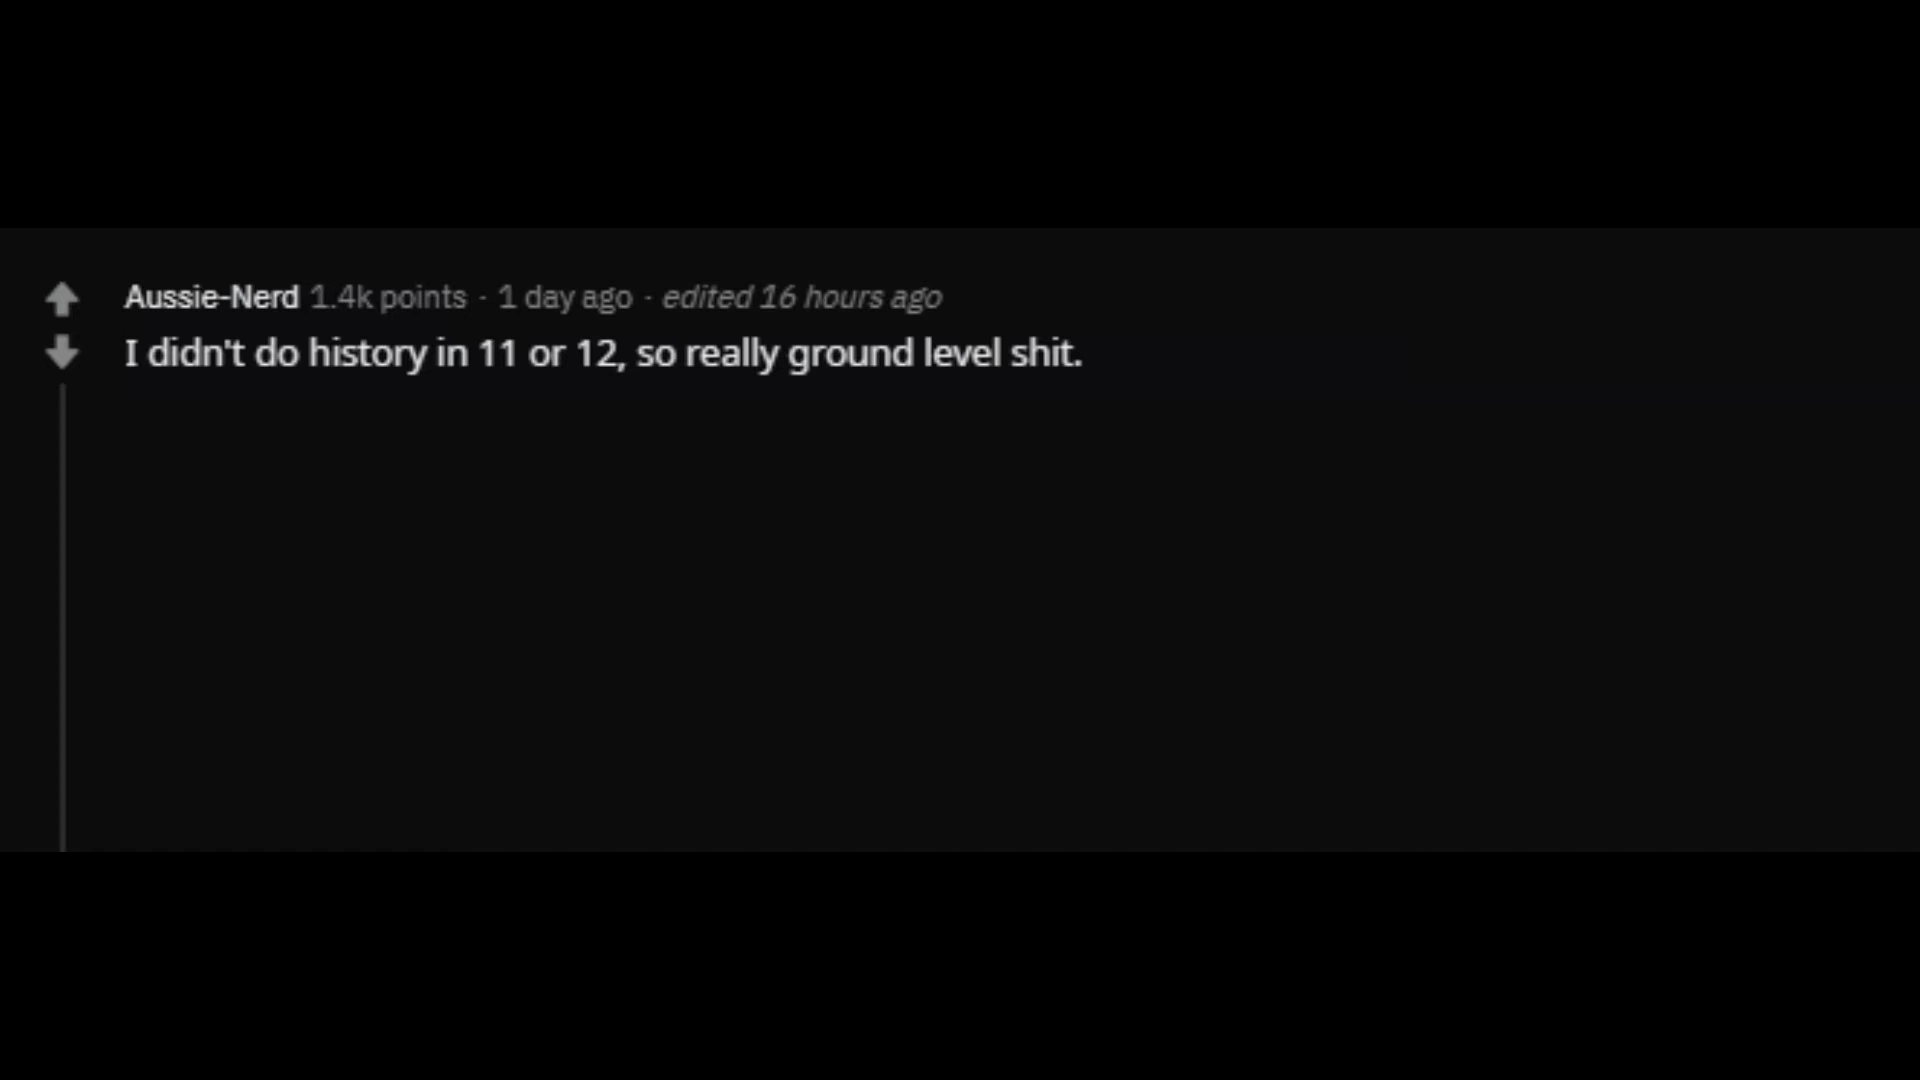 Aussie-Nerd 1.4k points · 1 day ago · edited 16 hours ago
I didn't do history in 11 or 12, so really ground level shit.